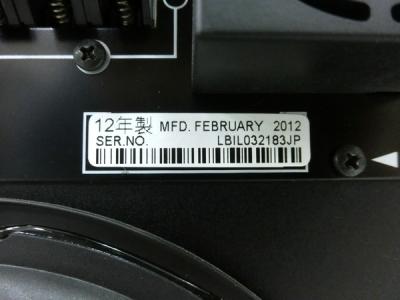 12年製 MFD. FEBRUARY 2012
SER.NO. LBIL032183JP